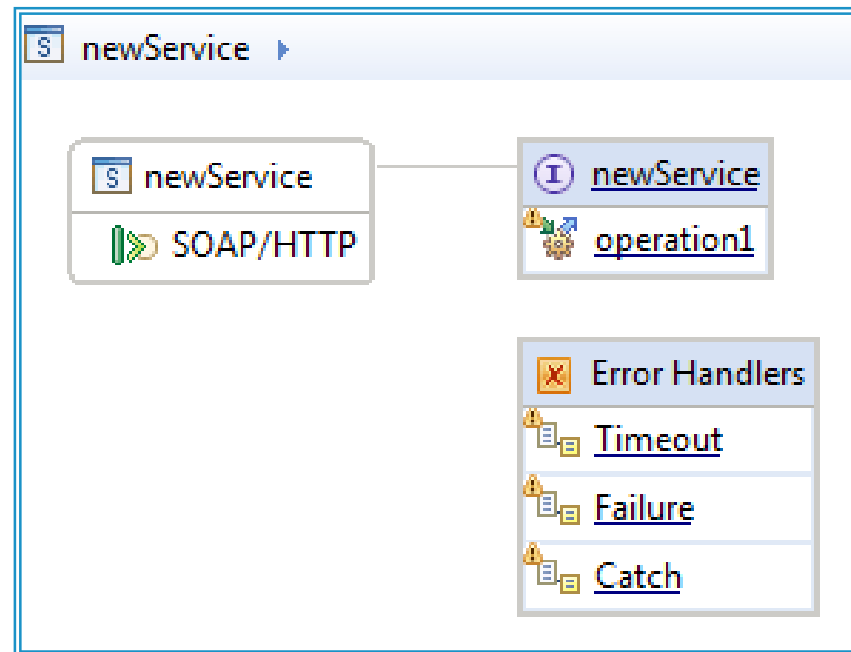 newService
newService
SOAP/HTTP
newService
operation1
Error Handlers
Timeout
Failure
Catch